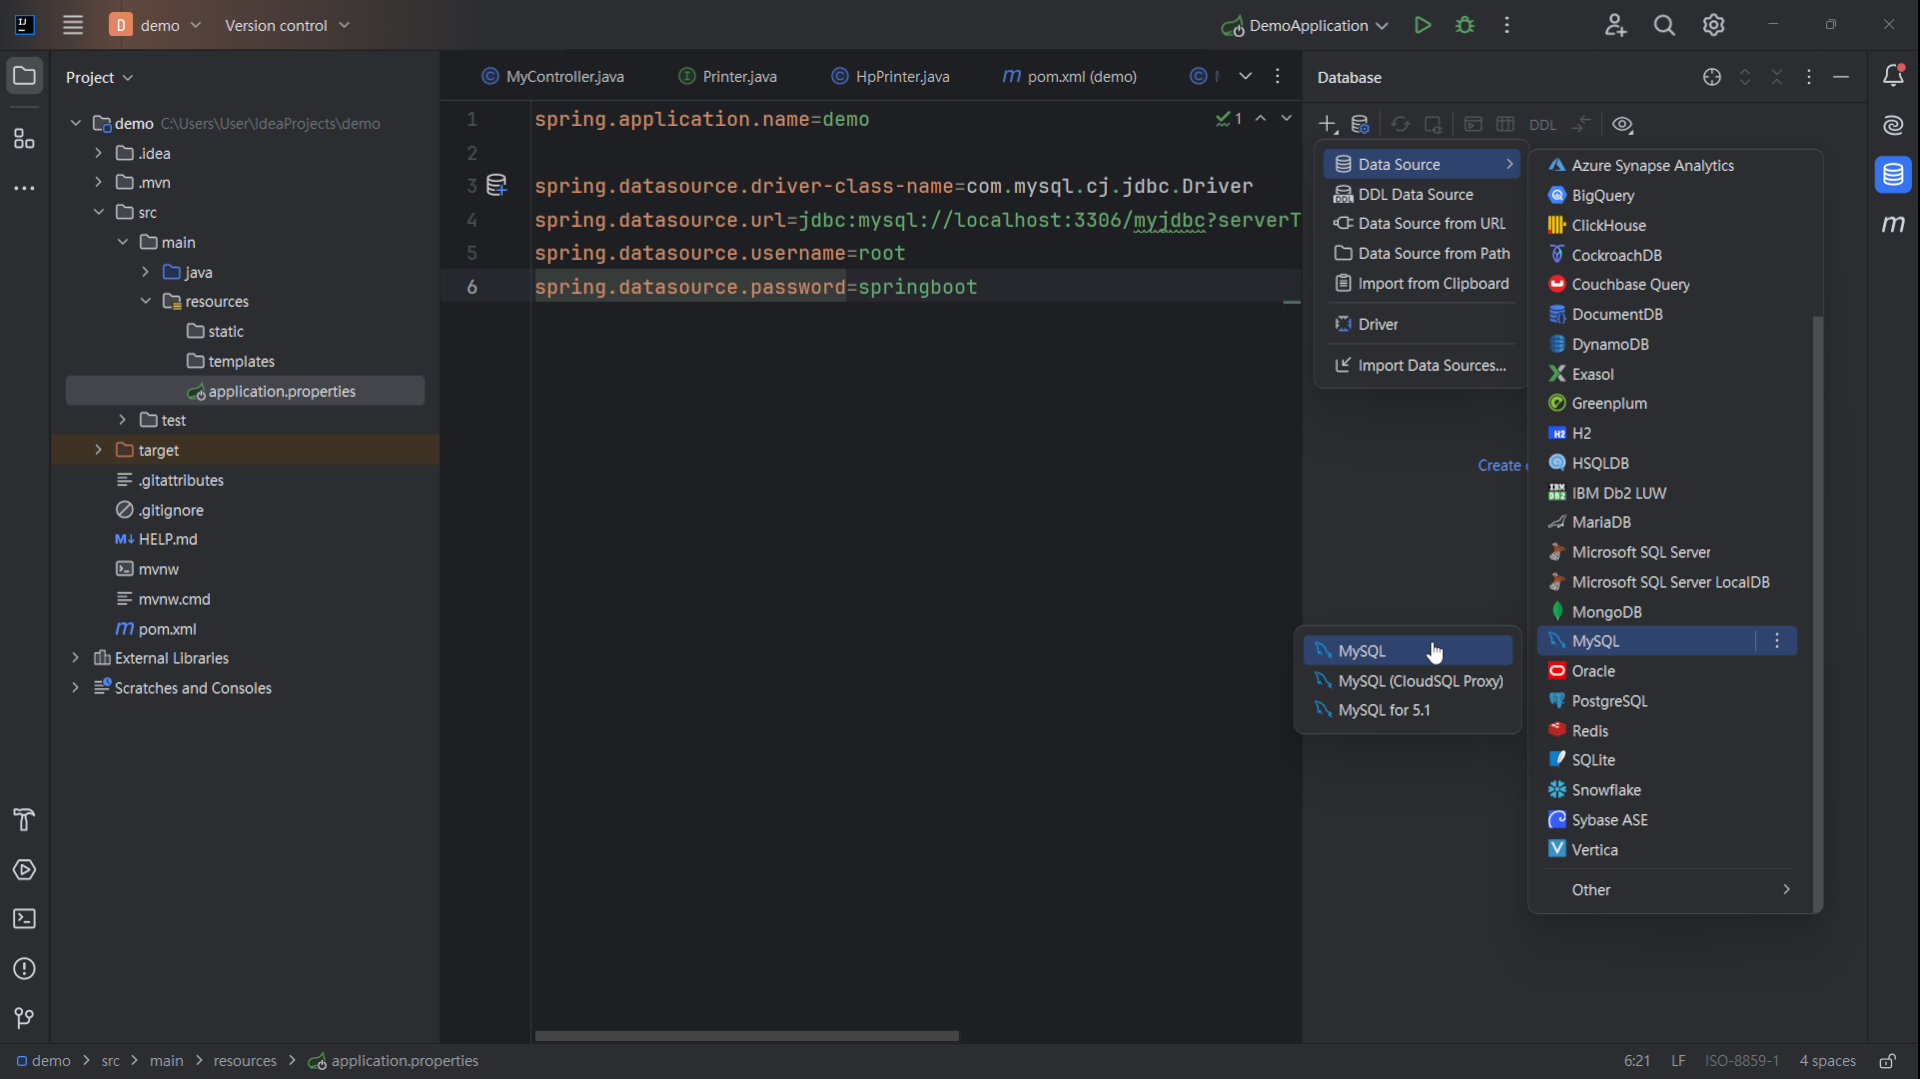 D demo Version control DemoApplication
Project
MyController.java Printer.java HpPrinter.java pom.xml (demo)
Database
demo C:\Users\User\IdeaProjects\demo
.idea
.mvn
src
main
java
resources
static
templates
application.properties
test
target
.gitattributes
.gitignore
HELP.md
mvnw
mvnw.cmd
pom.xml
External Libraries
Scratches and Consoles
1 spring.application.name=demo
1
2
3 spring.datasource.driver-class-name=com.mysql.cj.jdbc.Driver
4 spring.datasource.url=jdbc:mysql://localhost:3306/myjdbc?serverT
5 spring.datasource.username=root
6 spring.datasource.password=springboot
DDL
Data Source
DDL Data Source
Data Source from URL
Data Source from Path
Import from Clipboard
Driver
Import Data Sources...
Create
Azure Synapse Analytics
BigQuery
ClickHouse
CockroachDB
Couchbase Query
DocumentDB
DynamoDB
Exasol
Greenplum
H2
HSQLDB
IBM Db2 LUW
MariaDB
Microsoft SQL Server
Microsoft SQL Server LocalDB
MongoDB
MySQL
Oracle
PostgreSQL
Redis
SQLite
Snowflake
Sybase ASE
Vertica
Other
MySQL
MySQL (CloudSQL Proxy)
MySQL for 5.1
demo > src > main > resources > application.properties
6:21 LF ISO-8859-1 4 spaces